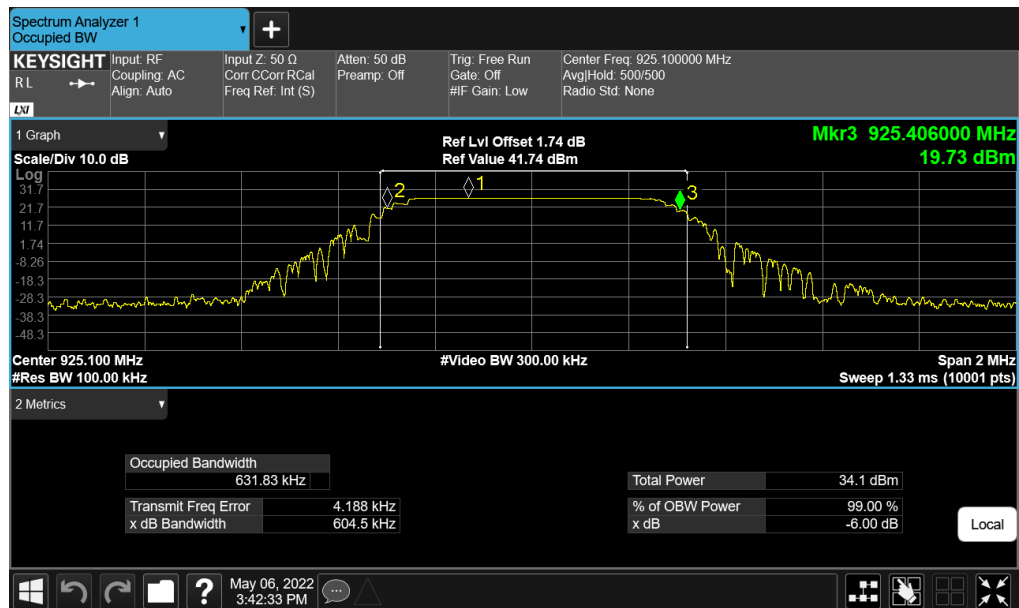 Spectrum Analyzer 1
Occupied BW
KEYSIGHT
R L
LXI
Input: RF
Coupling: AC
Align: Auto
Input Z: 50 Ω
Corr CCorr RCal
Freq Ref: Int (S)
Atten: 50 dB
Preamp: Off
Trig: Free Run
Gate: Off
#IF Gain: Low
Center Freq: 925.100000 MHz
Avg|Hold: 500/500
Radio Std: None
1 Graph
Scale/Div 10.0 dB
Ref Lvl Offset 1.74 dB
Ref Value 41.74 dBm
Mkr3 925.406000 MHz
19.73 dBm
Log
31.7
21.7
11.7
1.74
-8.26
-18.3
-28.3
-38.3
-48.3
2
1
3
Center 925.100 MHz
#Video BW 300.00 kHz
Span 2 MHz
#Res BW 100.00 kHz
Sweep 1.33 ms (10001 pts)
2 Metrics
Occupied Bandwidth
631.83 kHz
Total Power 34.1 dBm
Transmit Freq Error 4.188 kHz
% of OBW Power 99.00 %
x dB Bandwidth 604.5 kHz
x dB -6.00 dB
Local
?
May 06, 2022
3:42:33 PM